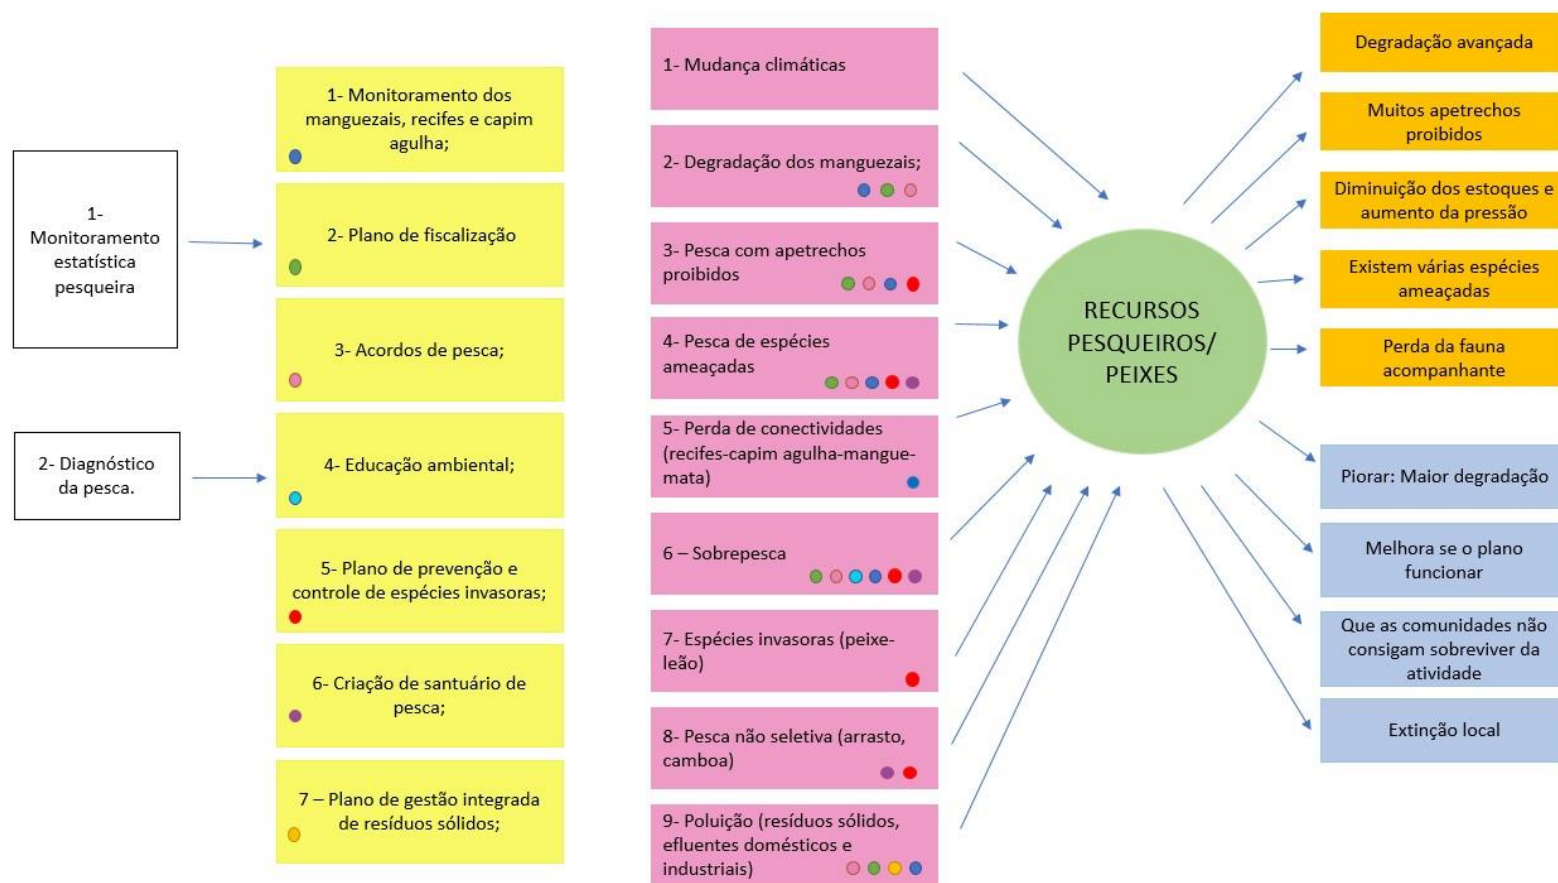 1-
Monitoramento
estatística
pesqueira
2- Diagnóstico
da pesca.
1- Monitoramento dos
manguezais, recifes e capim
agulha;
2- Plano de fiscalização
3- Acordos de pesca;
4- Educação ambiental;
5- Plano de prevenção e
controle de espécies invasoras;
6- Criação de santuário de
pesca;
7 – Plano de gestão integrada
de resíduos sólidos;
1- Mudança climáticas
2- Degradação dos manguezais;
3- Pesca com apetrechos
proibidos
4- Pesca de espécies
ameaçadas
5- Perda de conectividades
(recifes-capim agulha-mangue-
mata)
6 – Sobrepesca
7- Espécies invasoras (peixe-
leão)
8- Pesca não seletiva (arrasto,
camboa)
9- Poluição (resíduos sólidos,
efluentes domésticos e
industriais)
RECURSOS
PESQUEIROS/
PEIXES
Degradação avançada
Muitos apetrechos
proibidos
Diminuição dos estoques e
aumento da pressão
Existem várias espécies
ameaçadas
Perda da fauna
acompanhante
Piorar: Maior degradação
Melhora se o plano
funcionar
Que as comunidades não
consigam sobreviver da
atividade
Extinção local